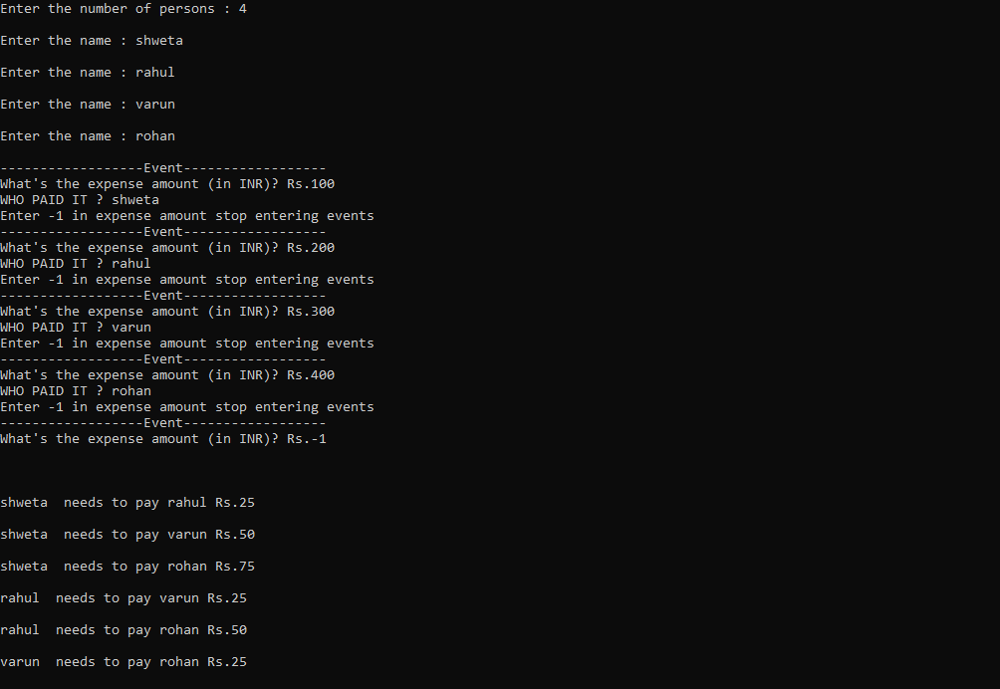 Enter the number of persons : 4
Enter the name : shweta
Enter the name : rahul
Enter the name : varun
Enter the name : rohan
------------------Event------------------
What's the expense amount (in INR)? Rs.100
WHO PAID IT ? shweta
Enter -1 in expense amount stop entering events
------------------Event------------------
What's the expense amount (in INR)? Rs.200
WHO PAID IT ? rahul
Enter -1 in expense amount stop entering events
------------------Event------------------
What's the expense amount (in INR)? Rs.300
WHO PAID IT ? varun
Enter -1 in expense amount stop entering events
------------------Event------------------
What's the expense amount (in INR)? Rs.400
WHO PAID IT ? rohan
Enter -1 in expense amount stop entering events
------------------Event------------------
What's the expense amount (in INR)? Rs.-1
shweta  needs to pay rahul Rs.25
shweta  needs to pay varun Rs.50
shweta  needs to pay rohan Rs.75
rahul  needs to pay varun Rs.25
rahul  needs to pay rohan Rs.50
varun  needs to pay rohan Rs.25